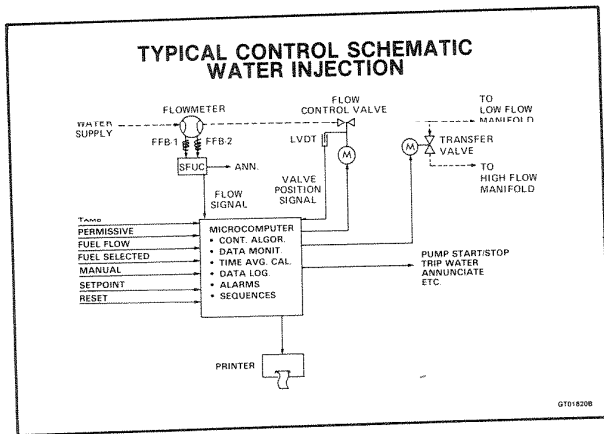 TYPICAL CONTROL SCHEMATIC
WATER INJECTION
FLOWMETER
FLOW
CONTROL VALVE
TO
LOW FLOW
MANIFOLD
WATER
SUPPLY
FFB-1
FFB-2
LVDT
M
M
TRANSFER
VALVE
SFUC
ANN.
TO
HIGH FLOW
MANIFOLD
FLOW
SIGNAL
VALVE
POSITION
SIGNAL
TAMB
PERMISSIVE
FUEL FLOW
FUEL SELECTED
MANUAL
SETPOINT
RESET
MICROCOMPUTER
• CONT. ALGOR.
• DATA MONIT.
• TIME AVG. CAL.
• DATA LOG.
• ALARMS
• SEQUENCES
PUMP START/STOP
TRIP WATER
ANNUNCIATE
ETC.
PRINTER
GT01820B